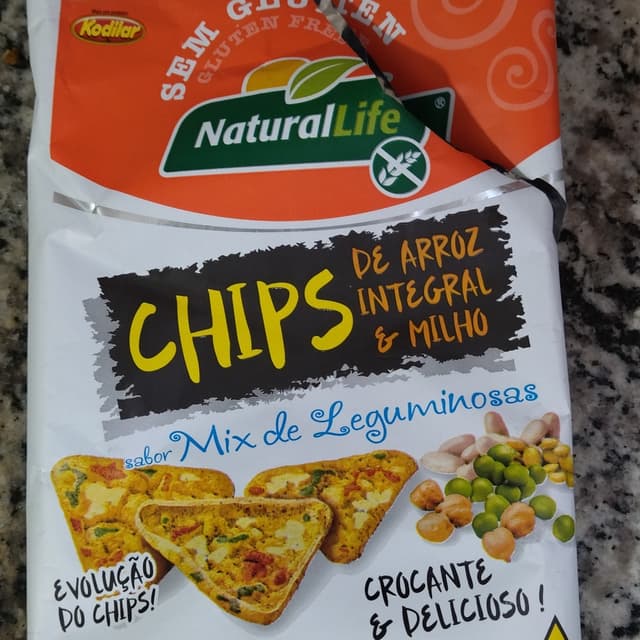 Kodilar
SEM GLUTEN
GLUTEN FREE
NaturalLife®
CHIPS
DE ARROZ
INTEGRAL
& MILHO
sabor Mix de Leguminosas
EVOLUÇÃO
DO CHIPS!
CROCANTE
& DELICIOSO!